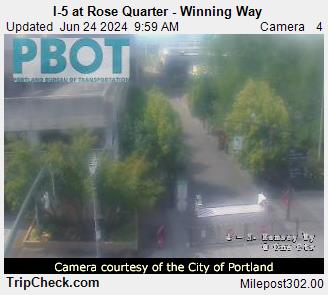 I-5 at Rose Quarter - Winning Way
Updated Jun 24 2024 9:59 AM Camera 4
PBOT
PORTLAND BUREAU OF TRANSPORTATION
Camera courtesy of the City of Portland
TripCheck.com Milepost302.00